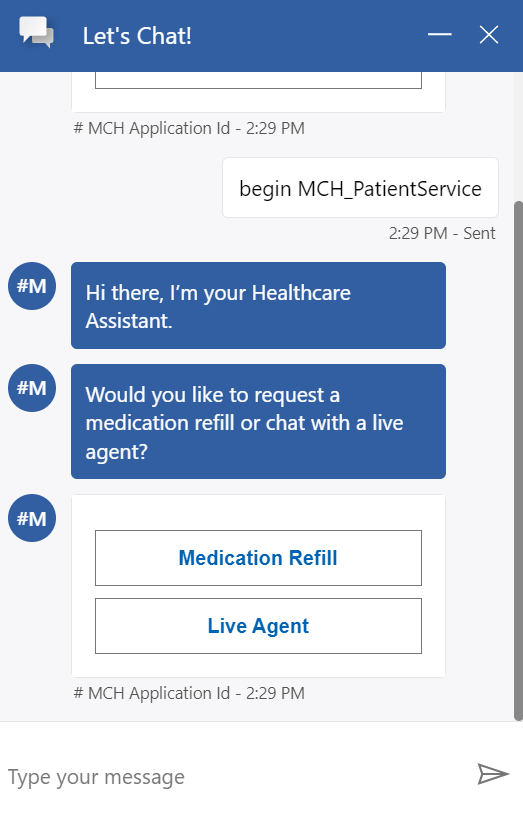 Let's Chat!
# MCH Application Id - 2:29 PM
begin MCH_PatientService
2:29 PM - Sent
#M
Hi there, I’m your Healthcare
Assistant.
#M
Would you like to request a
medication refill or chat with a live
agent?
#M
Medication Refill
Live Agent
# MCH Application Id - 2:29 PM
Type your message